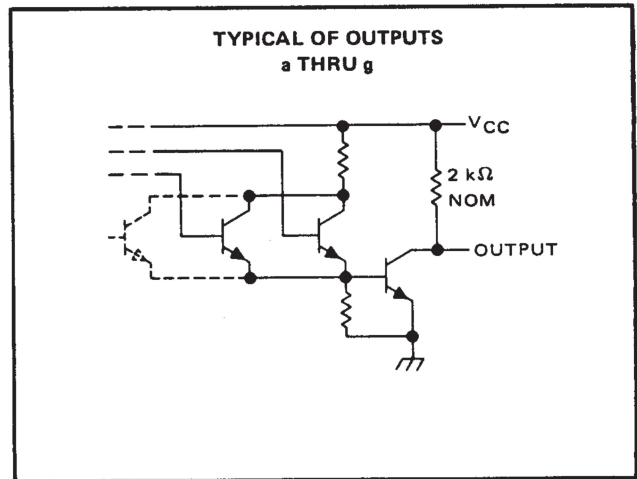 TYPICAL OF OUTPUTS
a THRU g
VCC
2 kΩ
NOM
OUTPUT